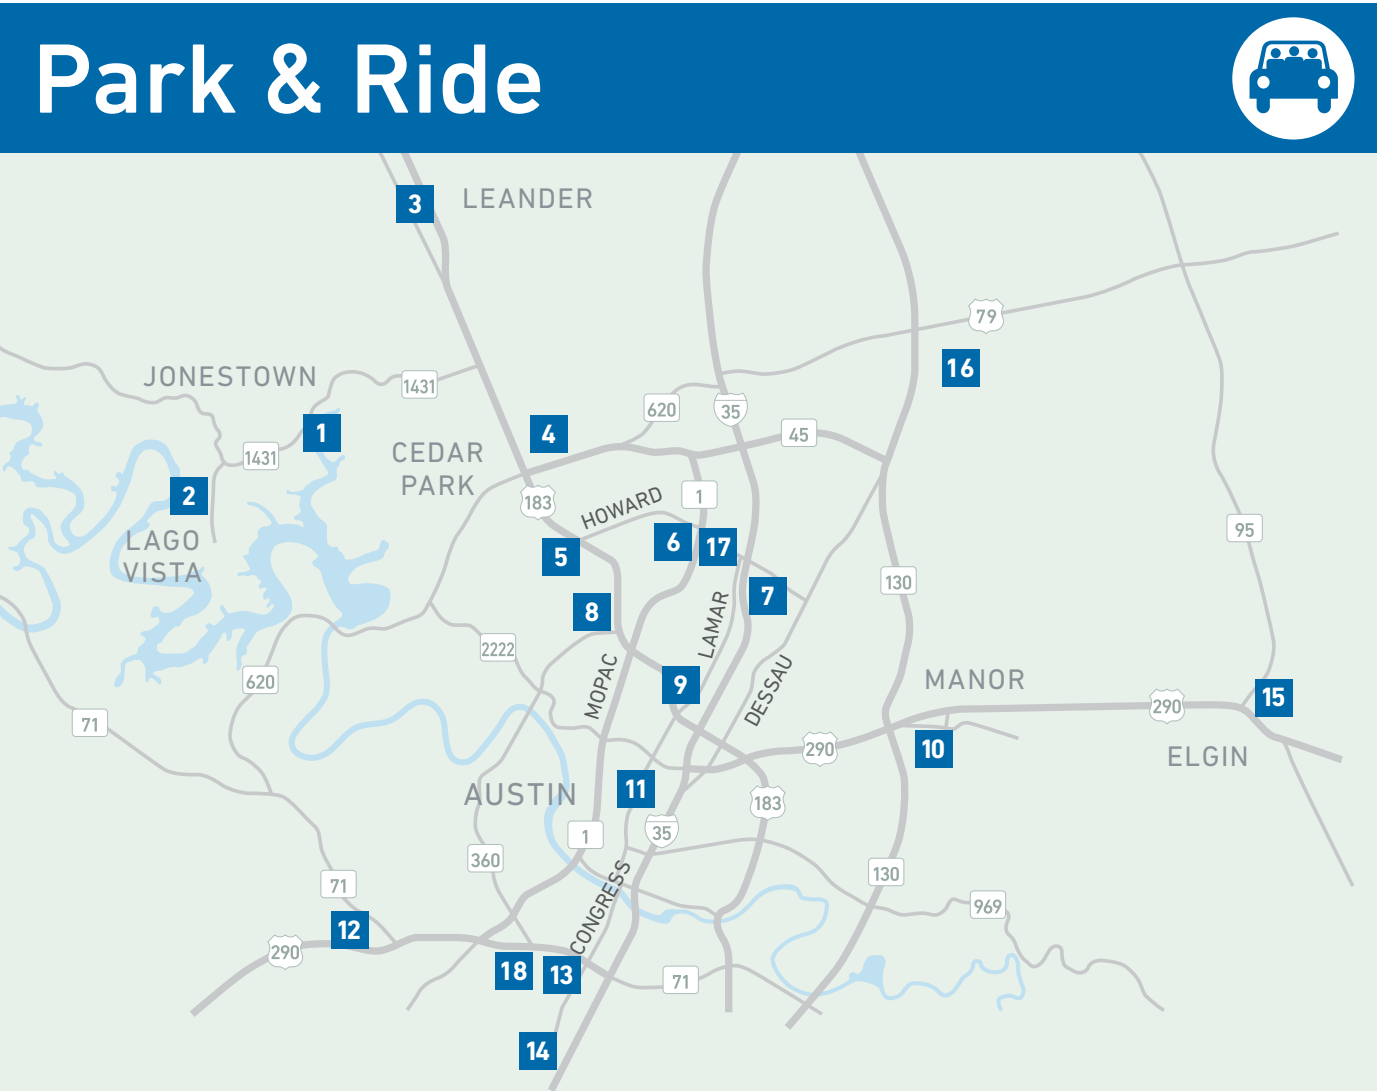 Park & Ride
3
LEANDER
79
16
JONESTOWN
1431
620
35
1
4
45
CEDAR
PARK
1431
2
183
HOWARD
1
95
LAGO
VISTA
5
6
17
7
130
8
LAMAR
2222
620
MOPAC
9
DESSAU
MANOR
290
15
71
290
10
ELGIN
AUSTIN
11
183
1
35
360
130
71
CONGRESS
969
12
290
18
13
71
14